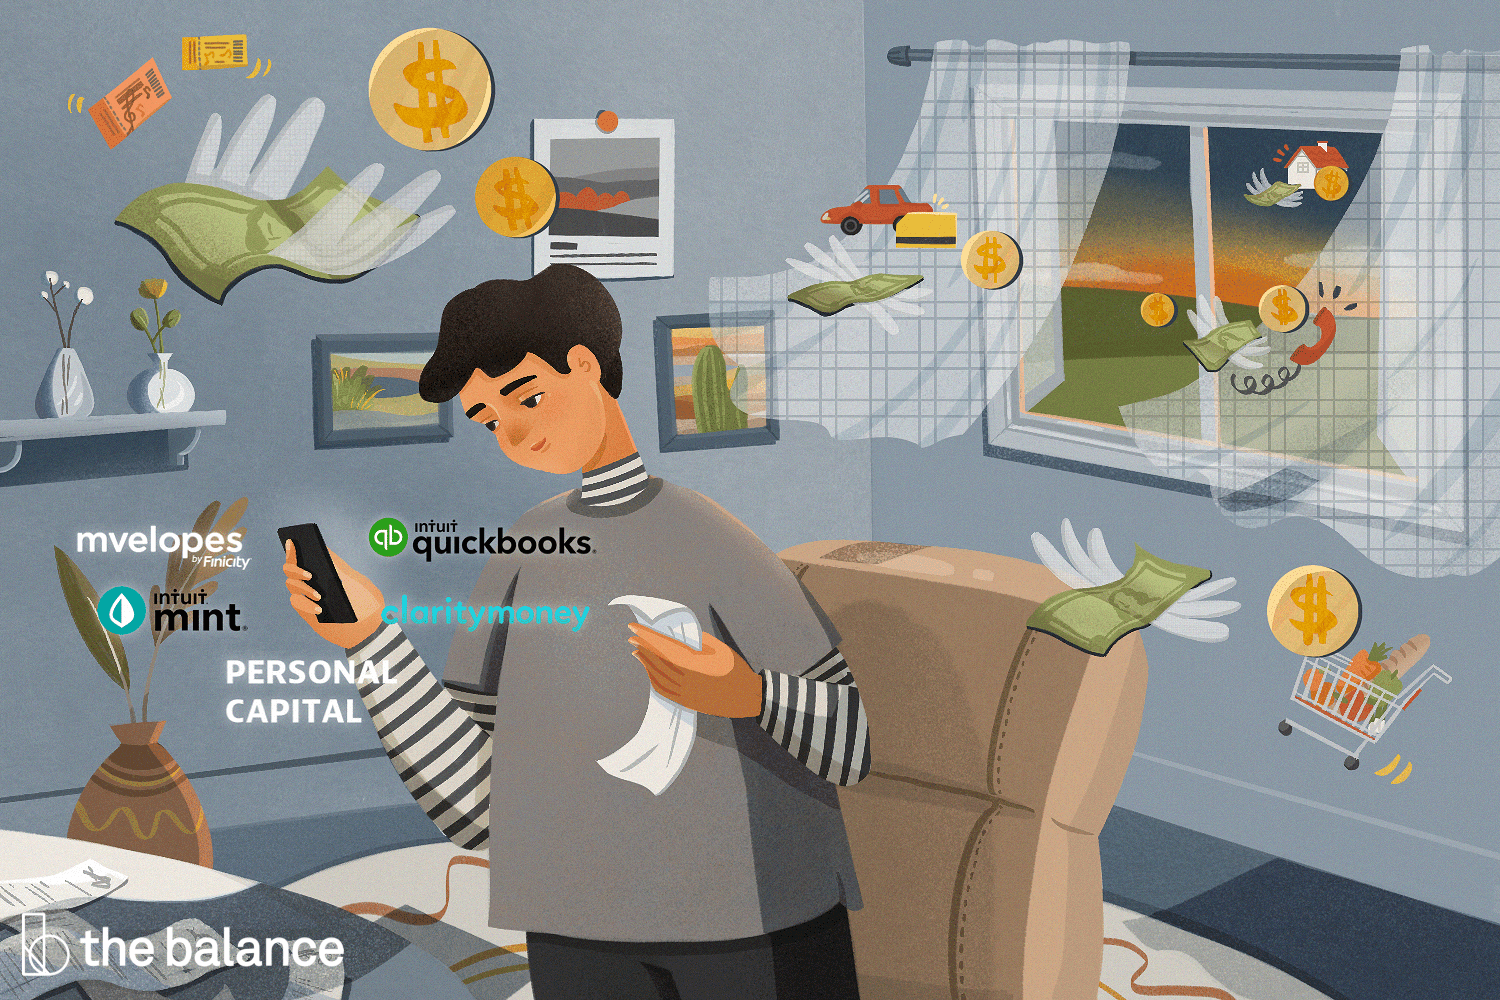 mvelopes
by Finicity
intuit
quickbooks
intuit
mint
claritymoney
PERSONAL
CAPITAL
the balance